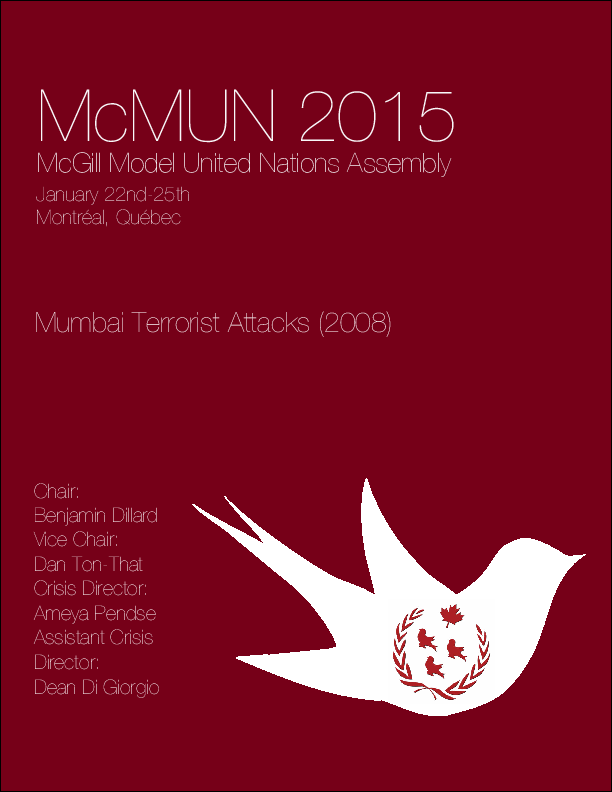 McMUN 2015
McGill Model United Nations Assembly
January 22nd-25th
Montréal, Québec
Mumbai Terrorist Attacks (2008)
Chair:
Benjamin Dillard
Vice Chair:
Dan Ton-That
Crisis Director:
Ameya Pendse
Assistant Crisis
Director:
Dean Di Giorgio